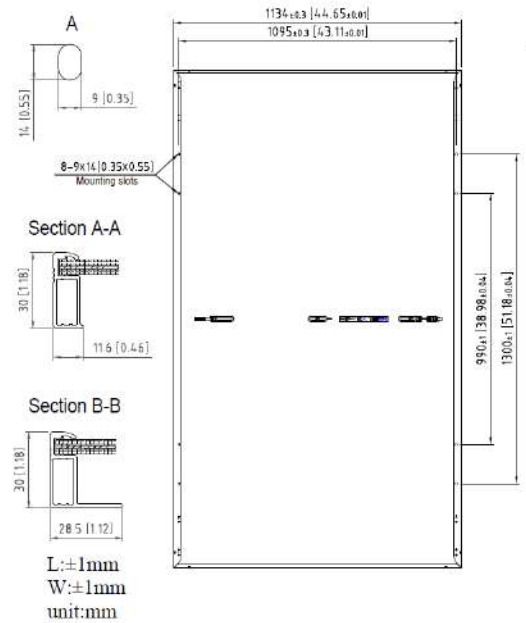 1134±0.3 [44.65±0.01]
1095±0.3 [43.11±0.01]
A
14 [0.55]
9 [0.35]
8-9x14[0.35x0.55]
Mounting slots
Section A-A
30 [1.18]
11.6 [0.46]
990±1 [38.98±0.04]
1300±1 [51.18±0.04]
Section B-B
30 [1.18]
28.5 [1.12]
L:±1mm
W:±1mm
unit:mm